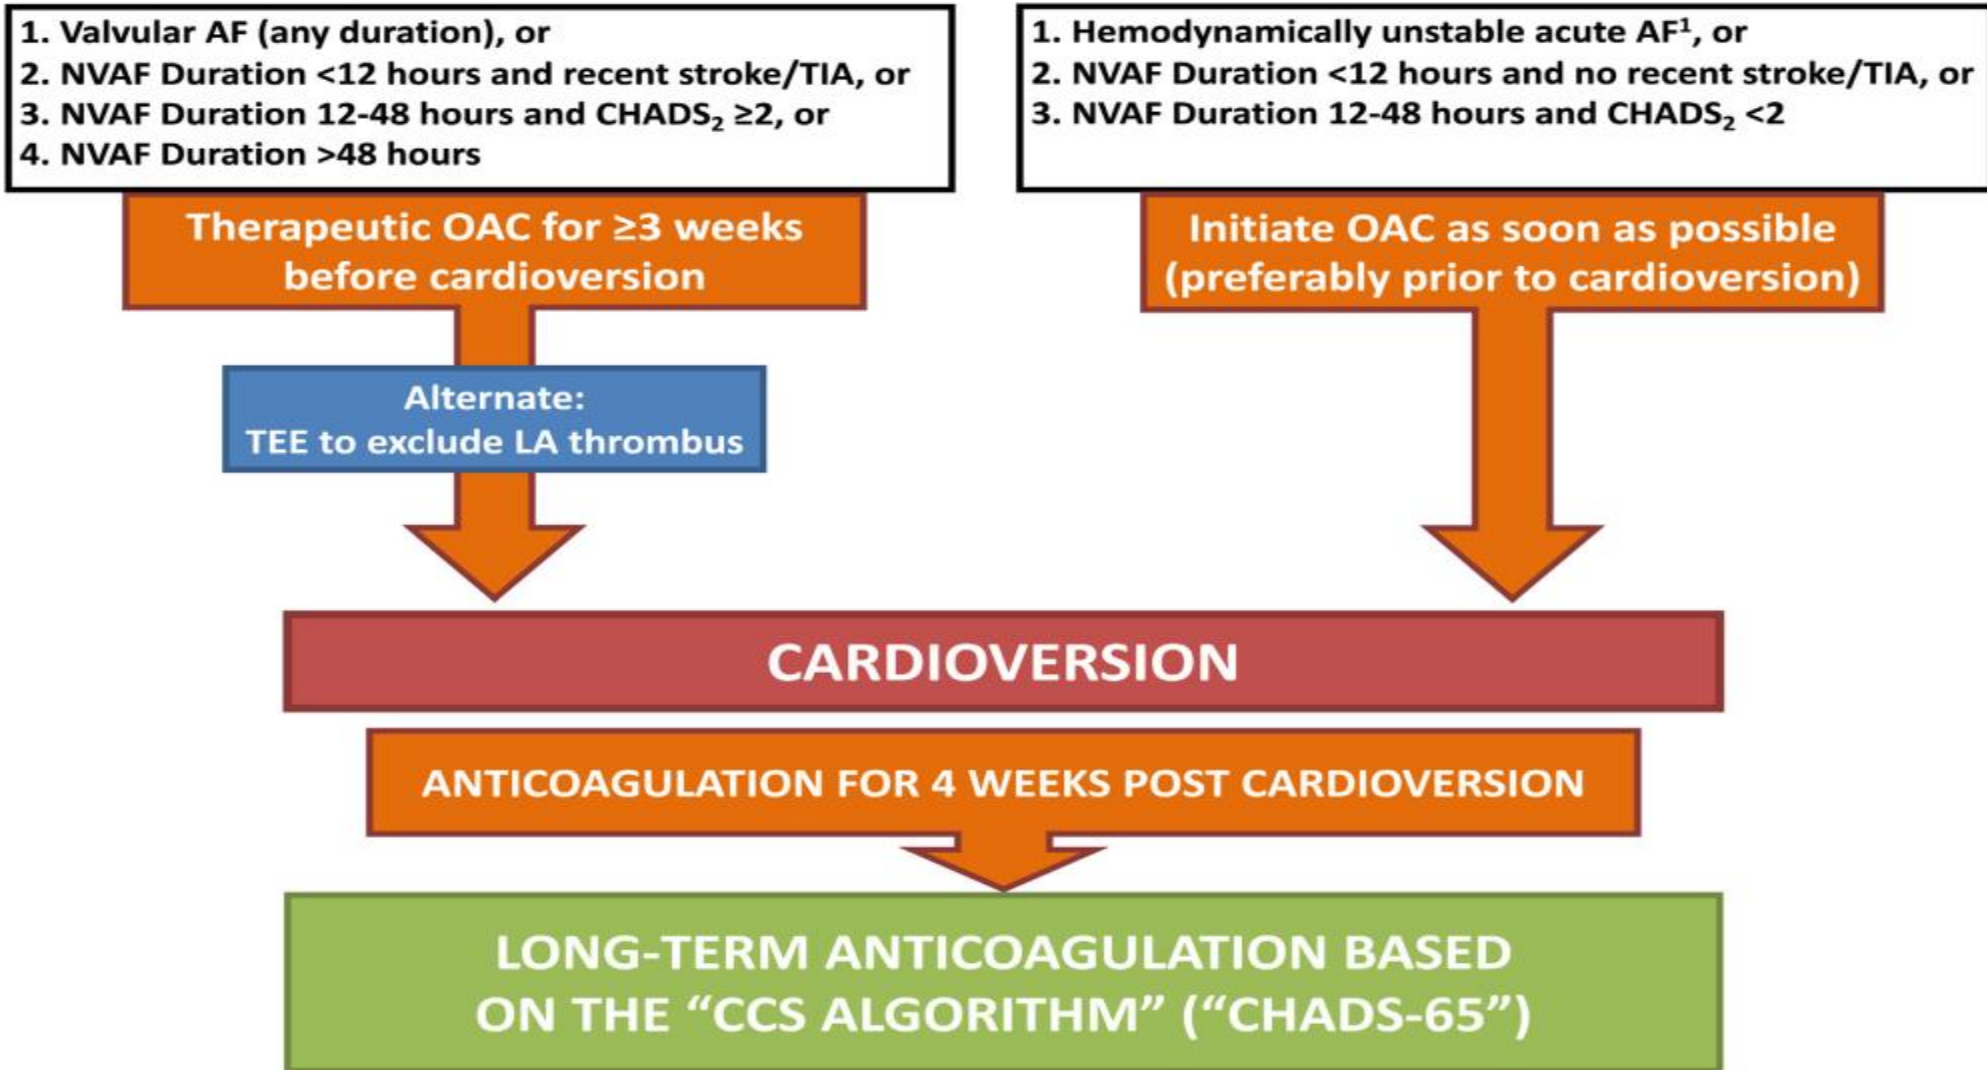 1. Valvular AF (any duration), or
2. NVAF Duration <12 hours and recent stroke/TIA, or
3. NVAF Duration 12-48 hours and CHADS₂ ≥2, or
4. NVAF Duration >48 hours
1. Hemodynamically unstable acute AF¹, or
2. NVAF Duration <12 hours and no recent stroke/TIA, or
3. NVAF Duration 12-48 hours and CHADS₂ <2
Therapeutic OAC for ≥3 weeks
before cardioversion
Initiate OAC as soon as possible
(preferably prior to cardioversion)
Alternate:
TEE to exclude LA thrombus
CARDIOVERSION
ANTICOAGULATION FOR 4 WEEKS POST CARDIOVERSION
LONG-TERM ANTICOAGULATION BASED
ON THE “CCS ALGORITHM” (“CHADS-65”)